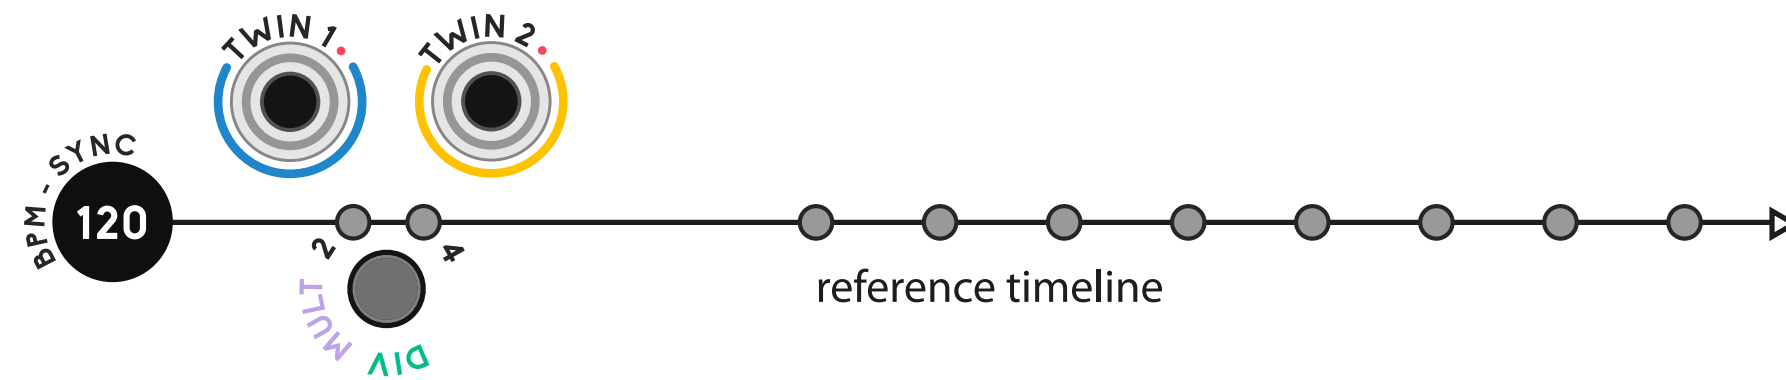 TWIN 1
TWIN 2
BPM - SYNC
120
2
4
MULT
DIV
reference timeline